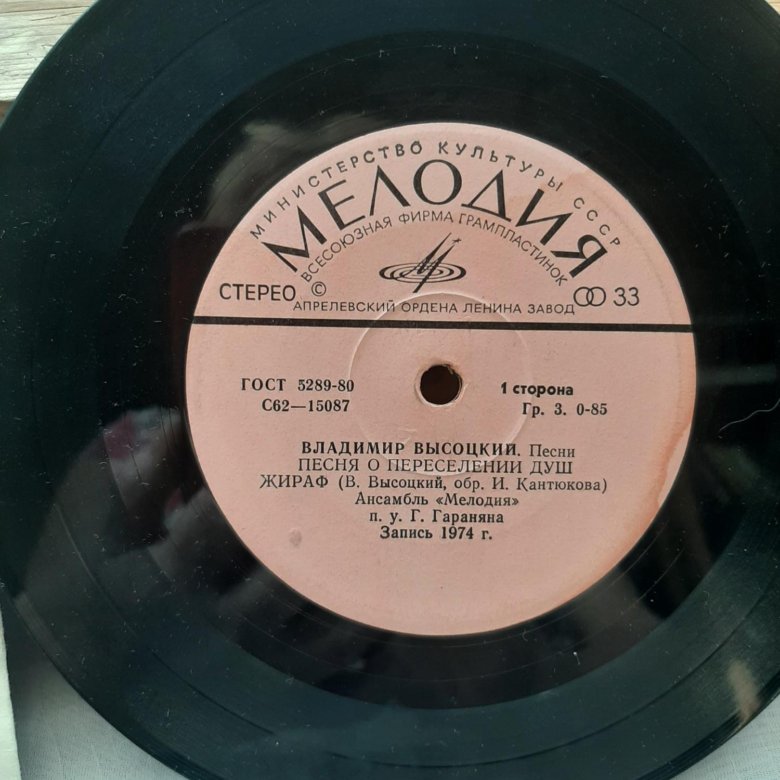 МИНИСТЕРСТВО КУЛЬТУРЫ СССР
МЕЛОДИЯ
ВСЕСОЮЗНАЯ ФИРМА ГРАМПЛАСТИНОК
СТЕРЕО © 33
АПРЕЛЕВСКИЙ ОРДЕНА ЛЕНИНА ЗАВОД
ГОСТ 5289-80 1 сторона
С62—15087 Гр. 3. 0-85
ВЛАДИМИР ВЫСОЦКИЙ. Песни
ПЕСНЯ О ПЕРЕСЕЛЕНИИ ДУШ
ЖИРАФ (В. Высоцкий, обр. И. Кантюкова)
Ансамбль «Мелодия»
п. у. Г. Гараняна
Запись 1974 г.